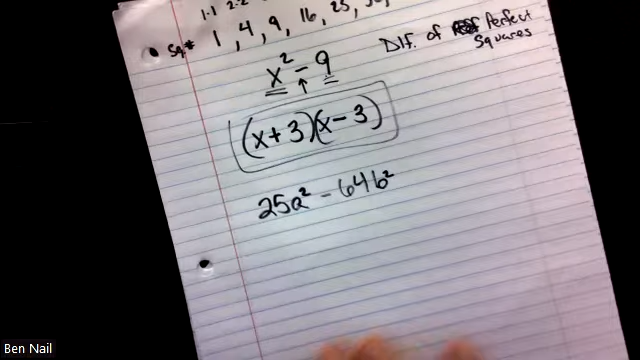 1·1 2·2
Sq# 1, 4, 9, 16, 25,
Dif. of Perfect
Squares
x² - 9
(x+3)(x-3)
25a² - 64b²
Ben Nail